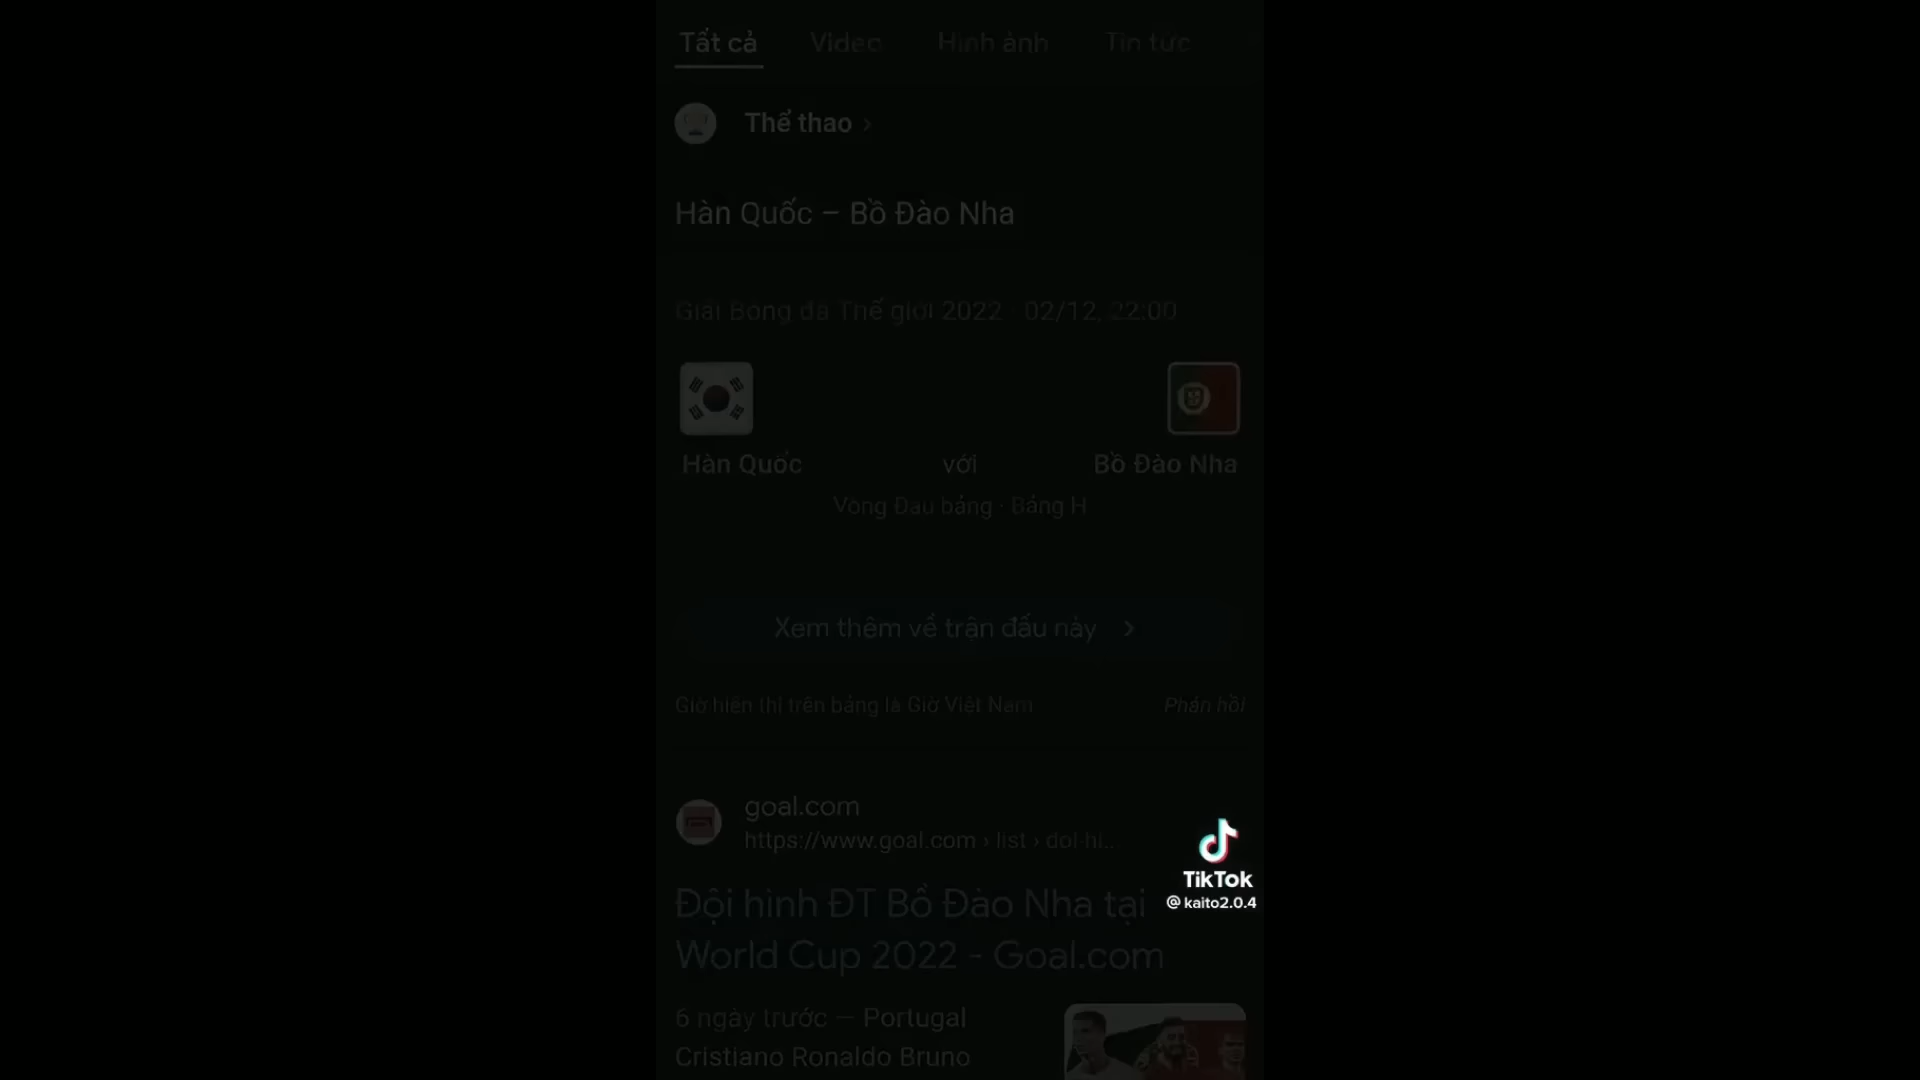 Tất cả Video Hình ảnh Tin tức
Thể thao ›
Hàn Quốc – Bồ Đào Nha
Giải Bóng đá Thế giới 2022 · 02/12, 22:00
Hàn Quốc với Bồ Đào Nha
Vòng Đấu bảng · Bảng H
Xem thêm về trận đấu này
Giờ hiển thị trên bảng là Giờ Việt Nam Phản hồi
goal.com
https://www.goal.com › list › doi-hi...
TikTok
@kaito2.0.4
Đội hình ĐT Bồ Đào Nha tại
World Cup 2022 - Goal.com
6 ngày trước — Portugal
Cristiano Ronaldo Bruno